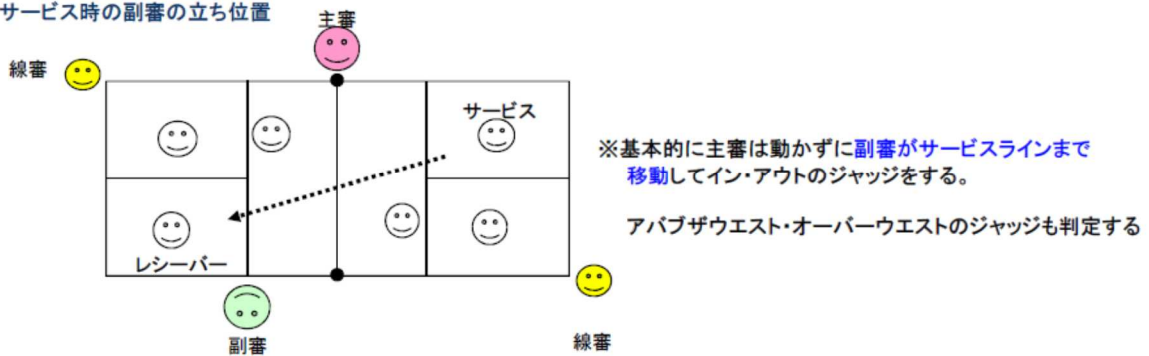 サービス時の副審の立ち位置
主審
線審
サービス
※基本的に主審は動かずに副審がサービスラインまで
移動してイン・アウトのジャッジをする。
アバブザウエスト・オーバーウエストのジャッジも判定する
レシーバー
副審
線審